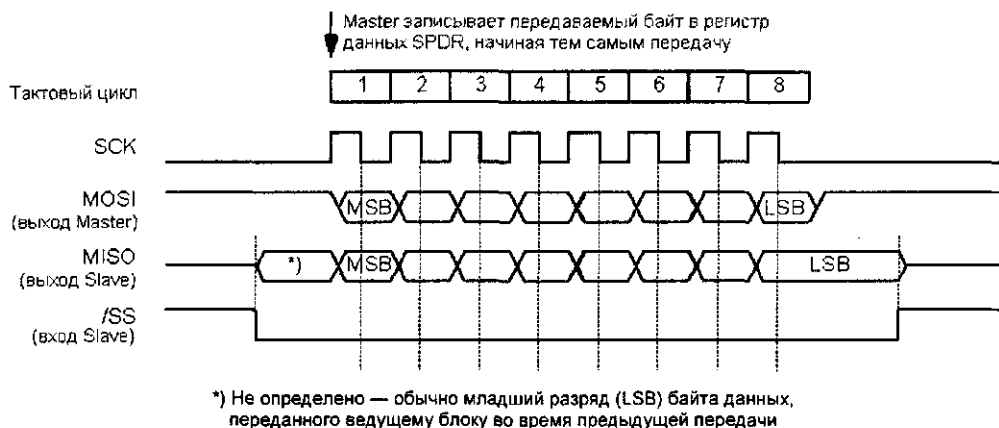 Master записывает передаваемый байт в регистр
данных SPDR, начиная тем самым передачу
Тактовый цикл
1 2 3 4 5 6 7 8
SCK
MOSI
(выход Master)
MSB LSB
MISO
(выход Slave)
*) MSB LSB
/SS
(вход Slave)
*) Не определено — обычно младший разряд (LSB) байта данных,
переданного ведущему блоку во время предыдущей передачи